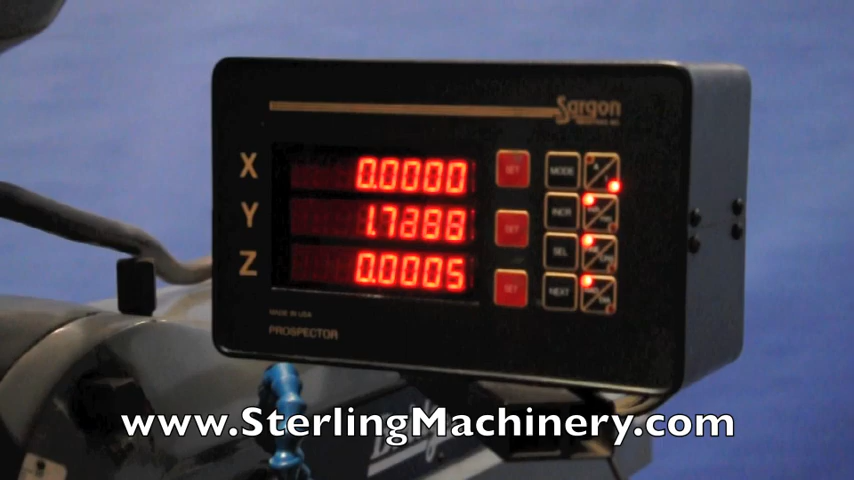 Sargon
X 0.0000 SET MODE
Y 1.7388 SET INCR
Z 0.0005 SET SEL
NEXT
MADE IN USA
PROSPECTOR
www.SterlingMachinery.com